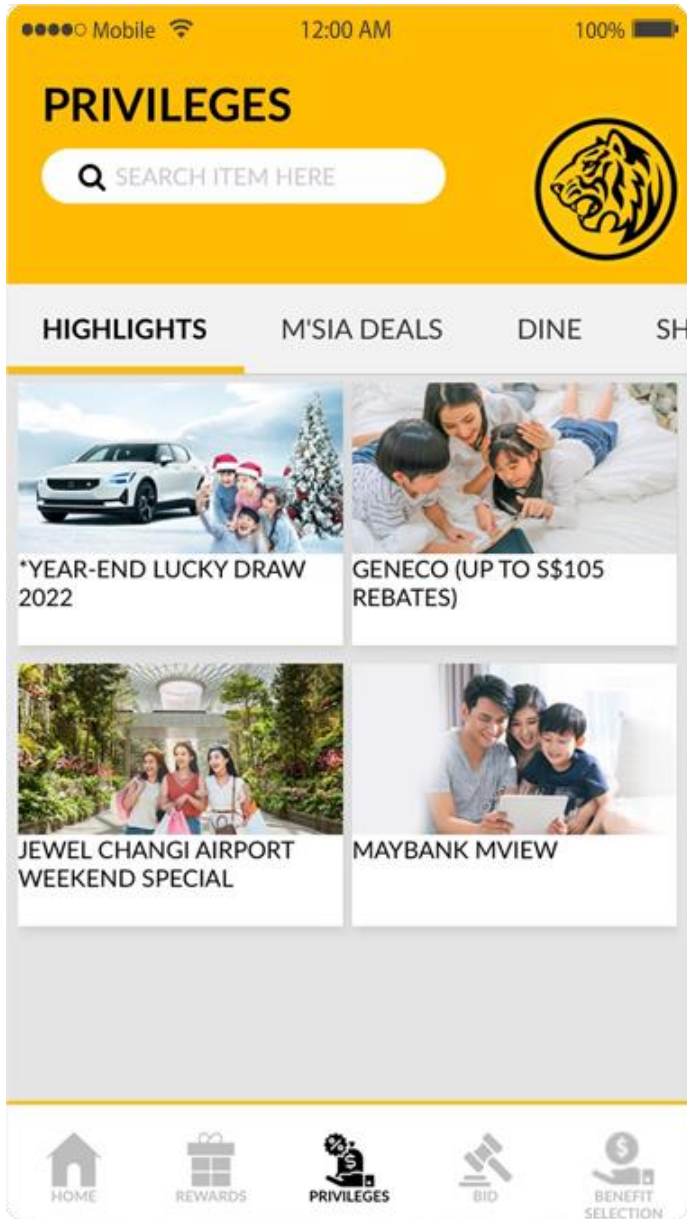 Mobile 12:00 AM 100%
PRIVILEGES
SEARCH ITEM HERE
HIGHLIGHTS M'SIA DEALS DINE SH
*YEAR-END LUCKY DRAW
2022
GENECO (UP TO S$105
REBATES)
JEWEL CHANGI AIRPORT
WEEKEND SPECIAL
MAYBANK MVIEW
HOME REWARDS PRIVILEGES BID BENEFIT
SELECTION